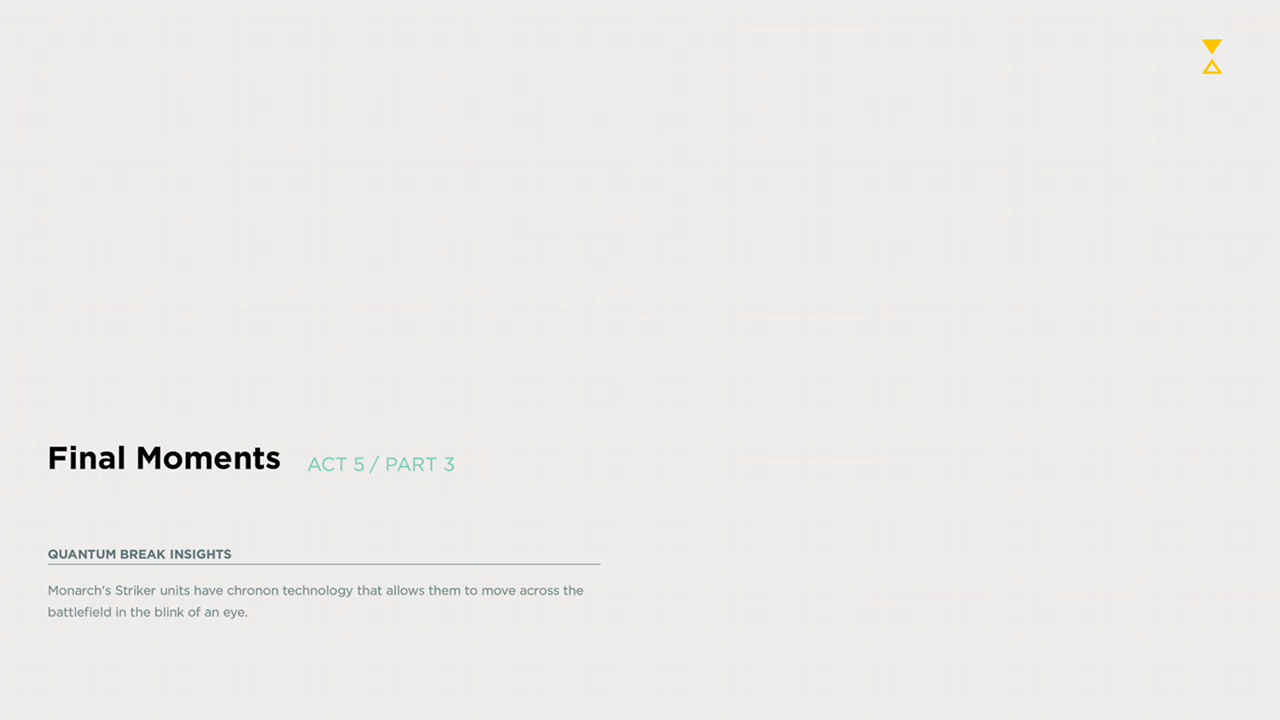 Final Moments ACT 5 / PART 3
QUANTUM BREAK INSIGHTS
Monarch's Striker units have chronon technology that allows them to move across the
battlefield in the blink of an eye.